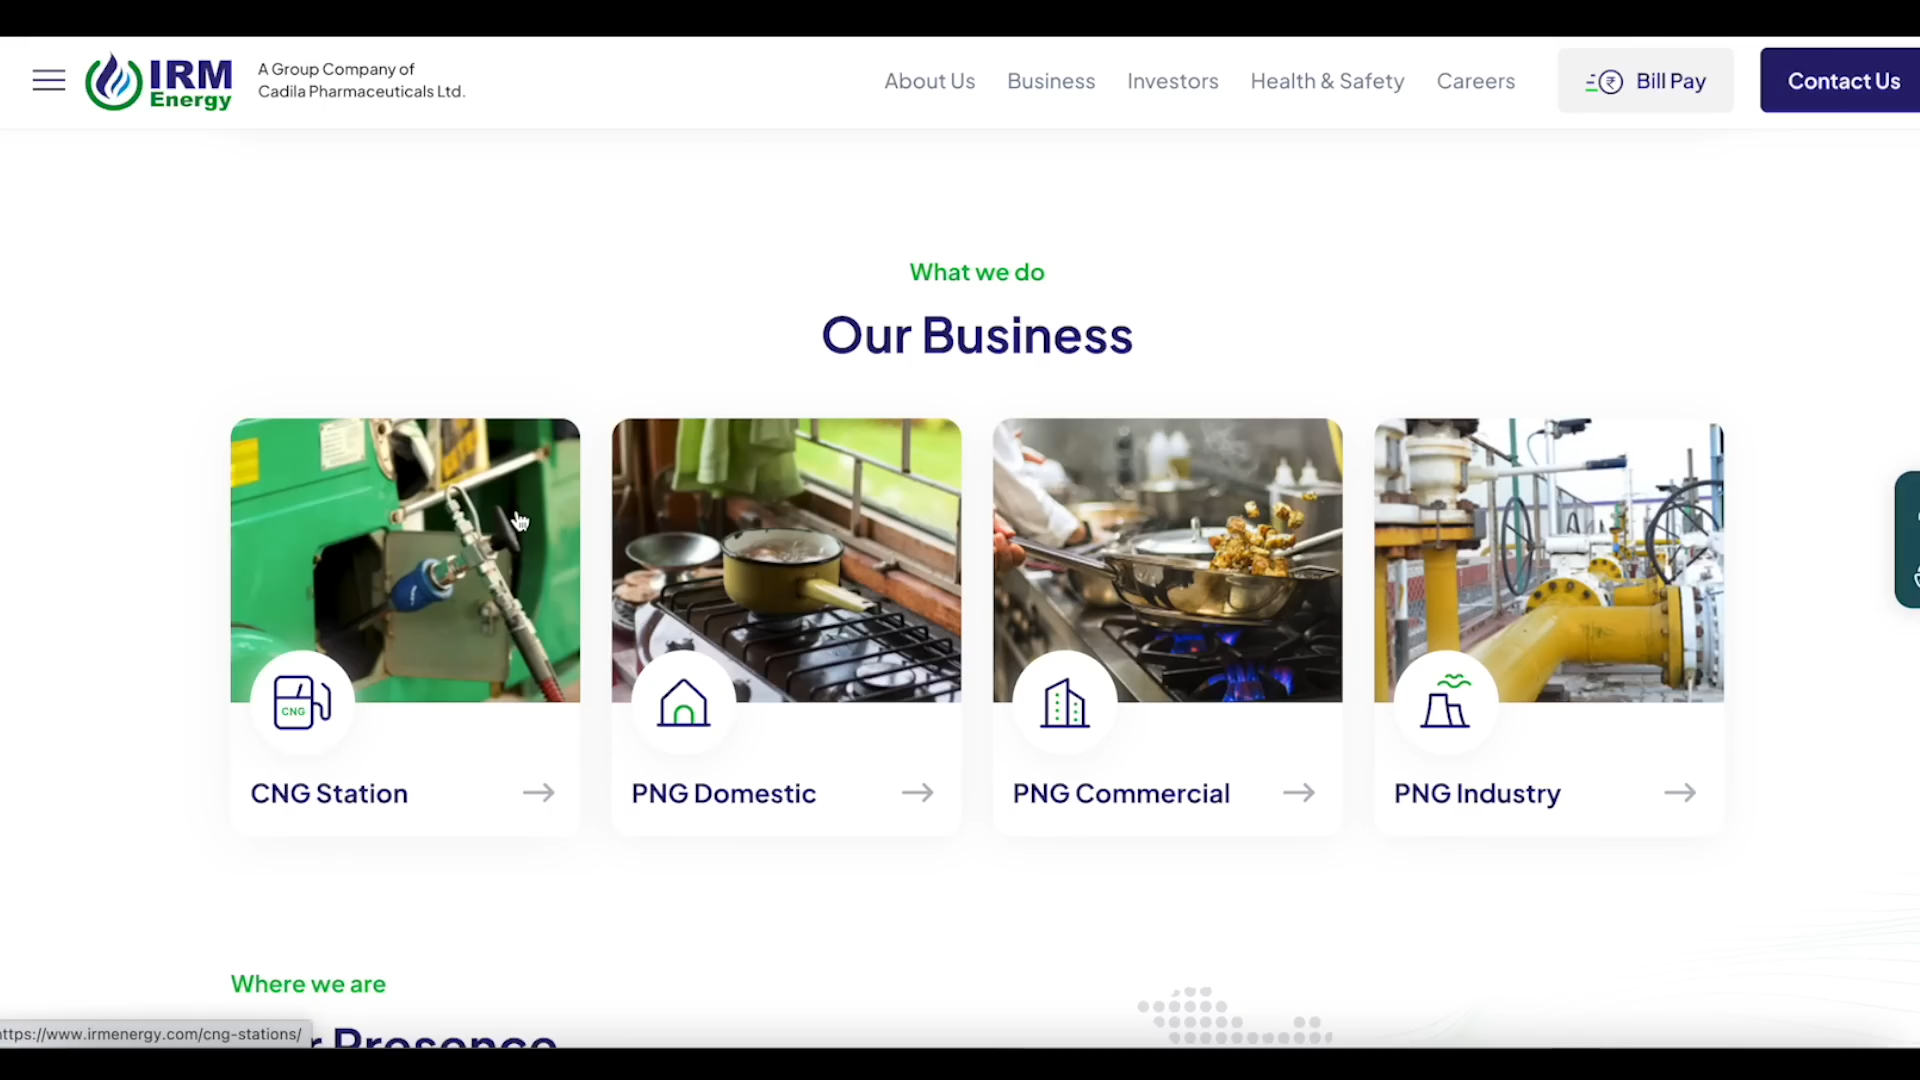 IRM
Energy
A Group Company of
Cadila Pharmaceuticals Ltd.
About Us
Business
Investors
Health & Safety
Careers
Bill Pay
Contact Us
What we do
Our Business
CNG
CNG Station
PNG Domestic
PNG Commercial
PNG Industry
Where we are
r Presence
ttps://www.irmenergy.com/cng-stations/